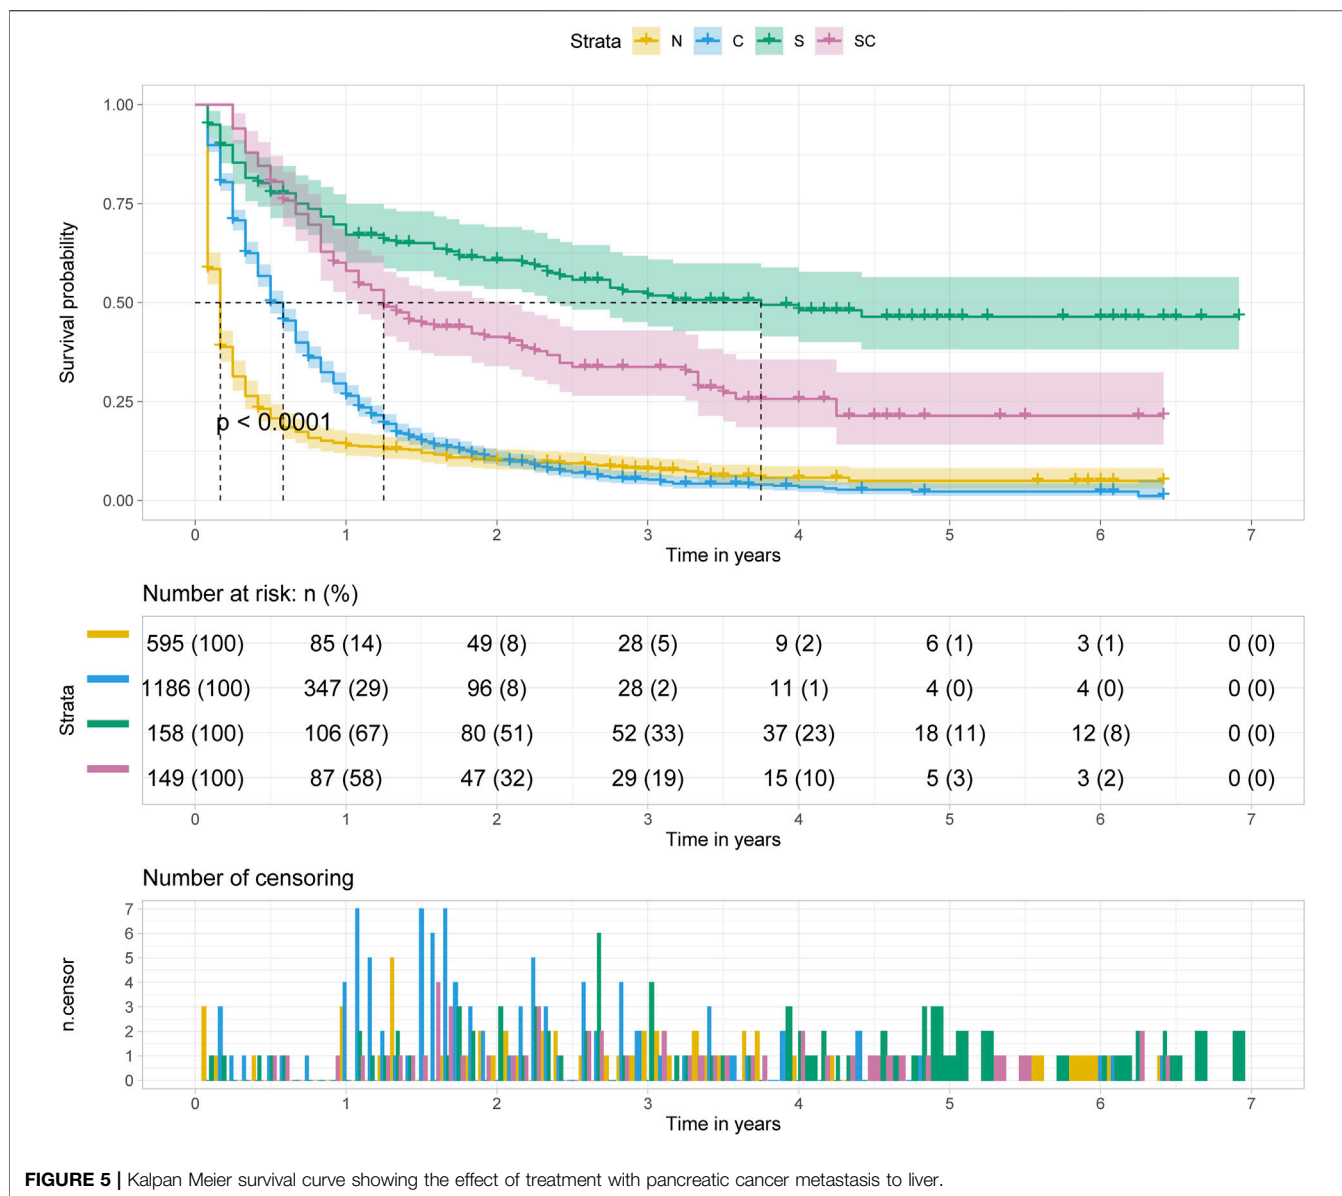 Strata N C S SC
1.00
0.75
0.50
0.25
0.00
Survival probability
p < 0.0001
0 1 2 3 4 5 6 7
Time in years
Number at risk: n (%)
Strata
595 (100) 85 (14) 49 (8) 28 (5) 9 (2) 6 (1) 3 (1) 0 (0)
1186 (100) 347 (29) 96 (8) 28 (2) 11 (1) 4 (0) 4 (0) 0 (0)
158 (100) 106 (67) 80 (51) 52 (33) 37 (23) 18 (11) 12 (8) 0 (0)
149 (100) 87 (58) 47 (32) 29 (19) 15 (10) 5 (3) 3 (2) 0 (0)
0 1 2 3 4 5 6 7
Time in years
Number of censoring
7
6
5
4
3
2
1
0
n.censor
0 1 2 3 4 5 6 7
Time in years
FIGURE 5 | Kalpan Meier survival curve showing the effect of treatment with pancreatic cancer metastasis to liver.